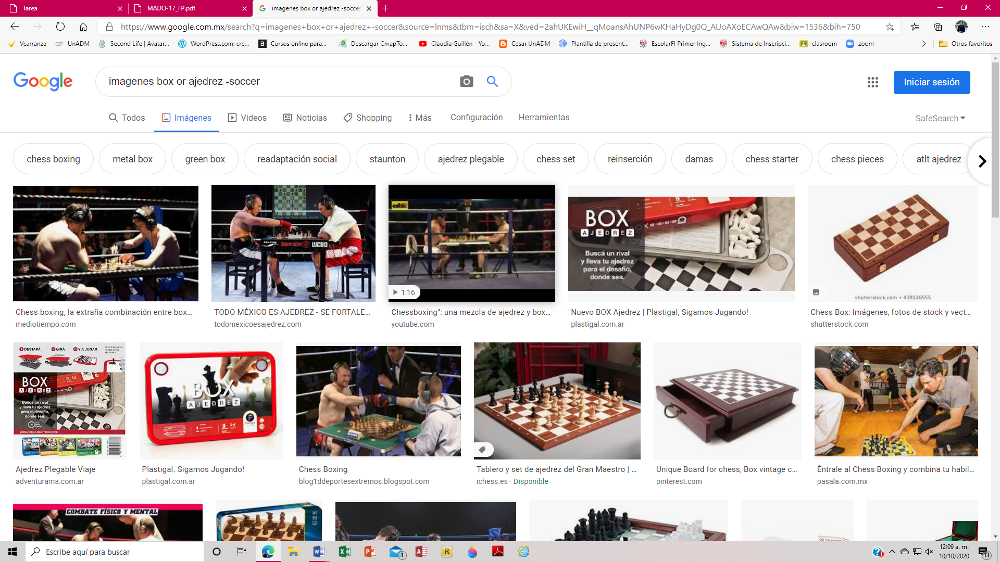 Tarea
MADO-17_FP.pdf
imagenes box or ajedrez -soccer
https://www.google.com.mx/search?q=imagenes+box+or+ajedrez+-soccer&source=lnms&tbm=isch&sa=X&ved=2ahUKEwiH__qMoansAhUNP6wKHaHyDg0Q_AUoAXoECAwQAw&biw=1536&bih=750
Vcarranza
UnADM
Second Life | Avatar...
WordPress.com: cre...
Cursos online para...
Descargar CmapTo...
Claudia Guillén - Yo...
Cesar UnADM
Plantilla de present...
EscolarFI Primer Ing...
Sistema de Inscripci...
clasroom
zoom
Otros favoritos
Google
imagenes box or ajedrez -soccer
Iniciar sesión
Todos
Imágenes
Videos
Noticias
Shopping
Más
Configuración
Herramientas
SafeSearch
chess boxing
metal box
green box
readaptación social
staunton
ajedrez plegable
chess set
reinserción
damas
chess starter
chess pieces
atlt ajedrez
Jägermeister
LVCBO
abc
1:16
BOX
AJEDREZ
Buscá un rival
y lleva tu ajedrez
para el desafío,
donde sea.
shutterstock.com • 439126555
Chess boxing, la extraña combinación entre box...
mediotiempo.com
TODO MÉXICO ES AJEDREZ - SE FORTALE...
todomexicoesajedrez.com
Chessboxing": una mezcla de ajedrez y box...
youtube.com
Nuevo BOX Ajedrez | Plastigal, Sigamos Jugando!
plastigal.com.ar
Chess Box: Imágenes, fotos de stock y vect...
shutterstock.com
1 DESTAPÁ
2 GIRÁ
3 Y A JUGAR
BOX
AJEDREZ
Buscá un rival
y lleva tu ajedrez
para el desafío,
donde sea.
¿CONOCES LOS OTROS BOX?
BOX
AJEDREZ
Ajedrez Plegable Viaje
adventurama.com.ar
Plastigal. Sigamos Jugando!
plastigal.com.ar
Chess Boxing
blog1ddeportesextremos.blogspot.com
Tablero y set de ajedrez del Gran Maestro | ...
ichess.es · Disponible
Unique Board for chess, Box vintage c...
pinterest.com
Éntrale al Chess Boxing y combina tu habil...
pasala.com.mx
COMBATE FÍSICO Y MENTAL
Escribe aquí para buscar
1
12:09 a. m.
10/10/2020
13